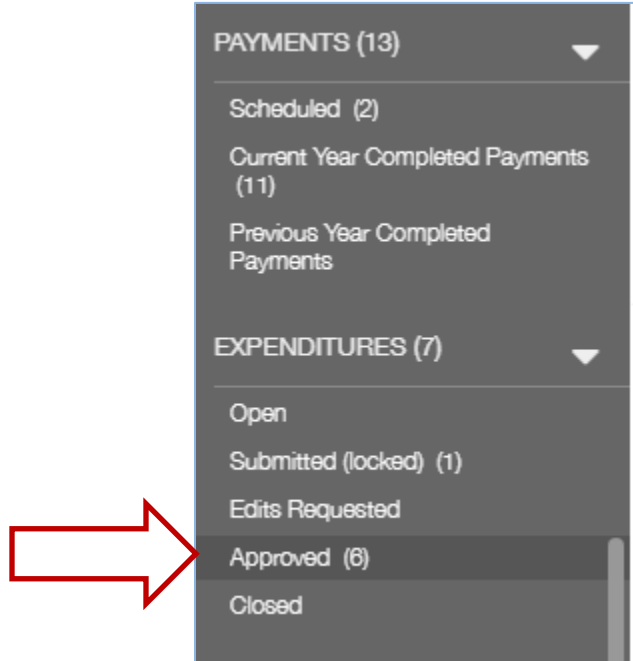 PAYMENTS (13)
Scheduled (2)
Current Year Completed Payments
(11)
Previous Year Completed
Payments
EXPENDITURES (7)
Open
Submitted (locked) (1)
Edits Requested
Approved (6)
Closed